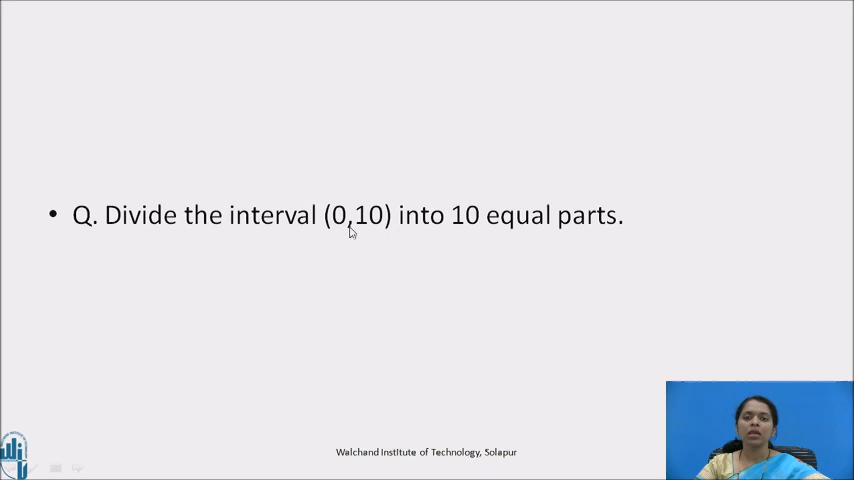 • Q. Divide the interval (0,10) into 10 equal parts.
Walchand Institute of Technology, Solapur